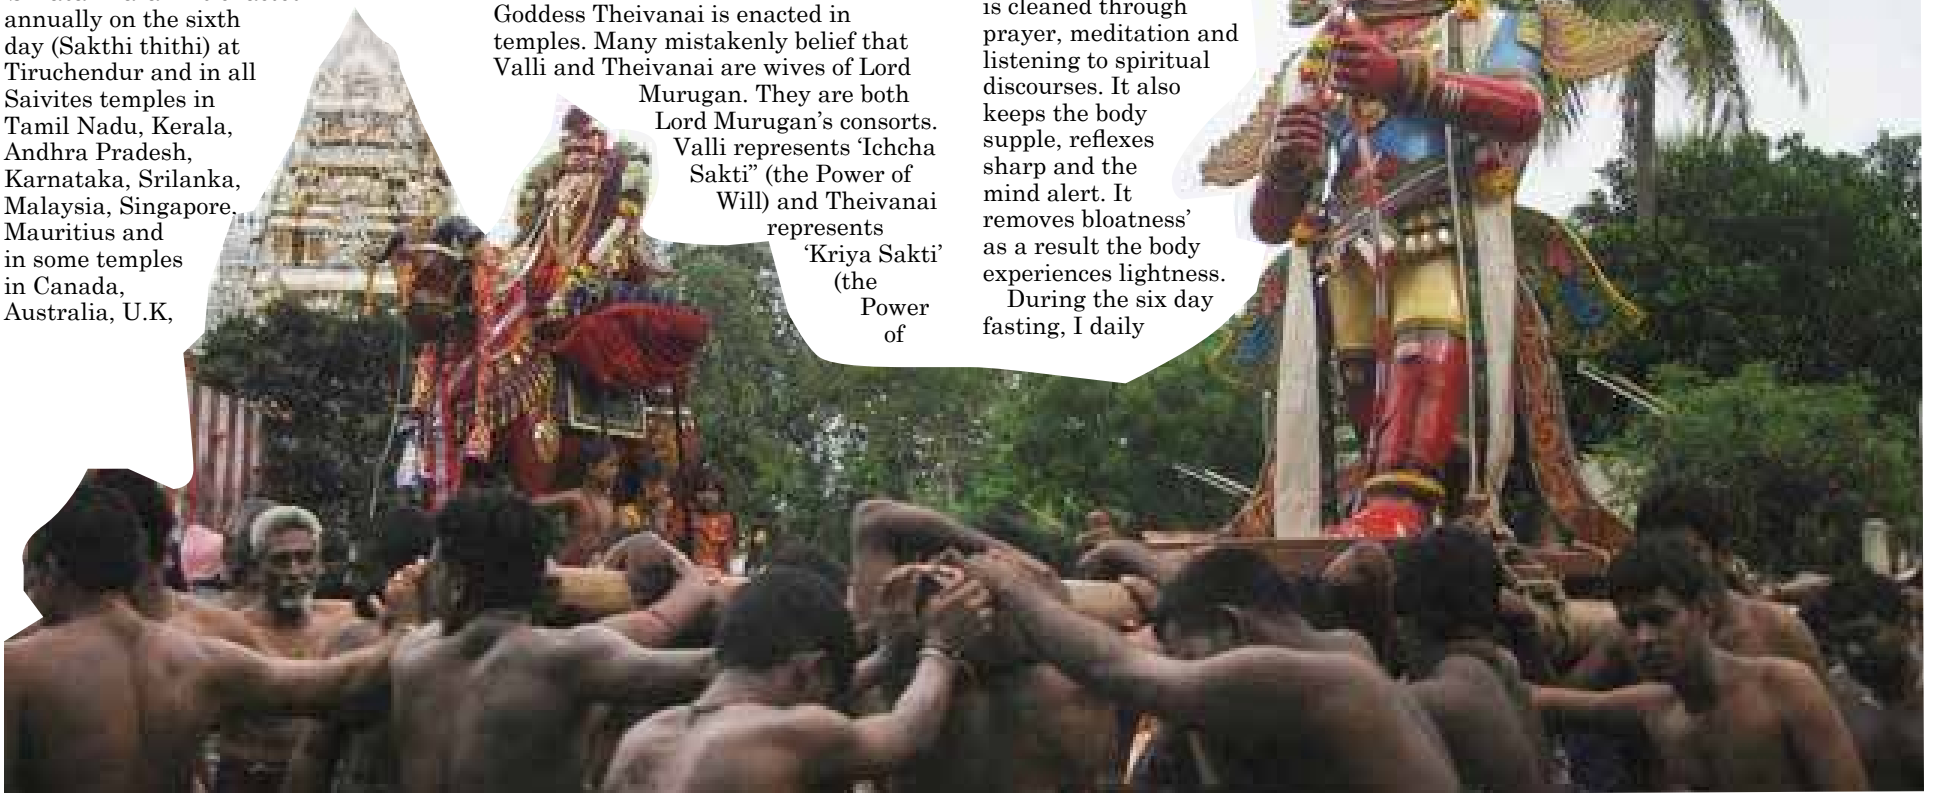 annually on the sixth
day (Sakthi thithi) at
Tiruchendur and in all
Saivites temples in
Tamil Nadu, Kerala,
Andhra Pradesh,
Karnataka, Srilanka,
Malaysia, Singapore,
Mauritius and
in some temples
in Canada,
Australia, U.K,
Goddess Theivanai is enacted in
temples. Many mistakenly belief that
Valli and Theivanai are wives of Lord
Murugan. They are both
Lord Murugan’s consorts.
Valli represents ‘Ichcha
Sakti” (the Power of
Will) and Theivanai
represents
‘Kriya Sakti’
(the
Power
of
is cleaned through
prayer, meditation and
listening to spiritual
discourses. It also
keeps the body
supple, reflexes
sharp and the
mind alert. It
removes bloatness’
as a result the body
experiences lightness.
During the six day
fasting, I daily